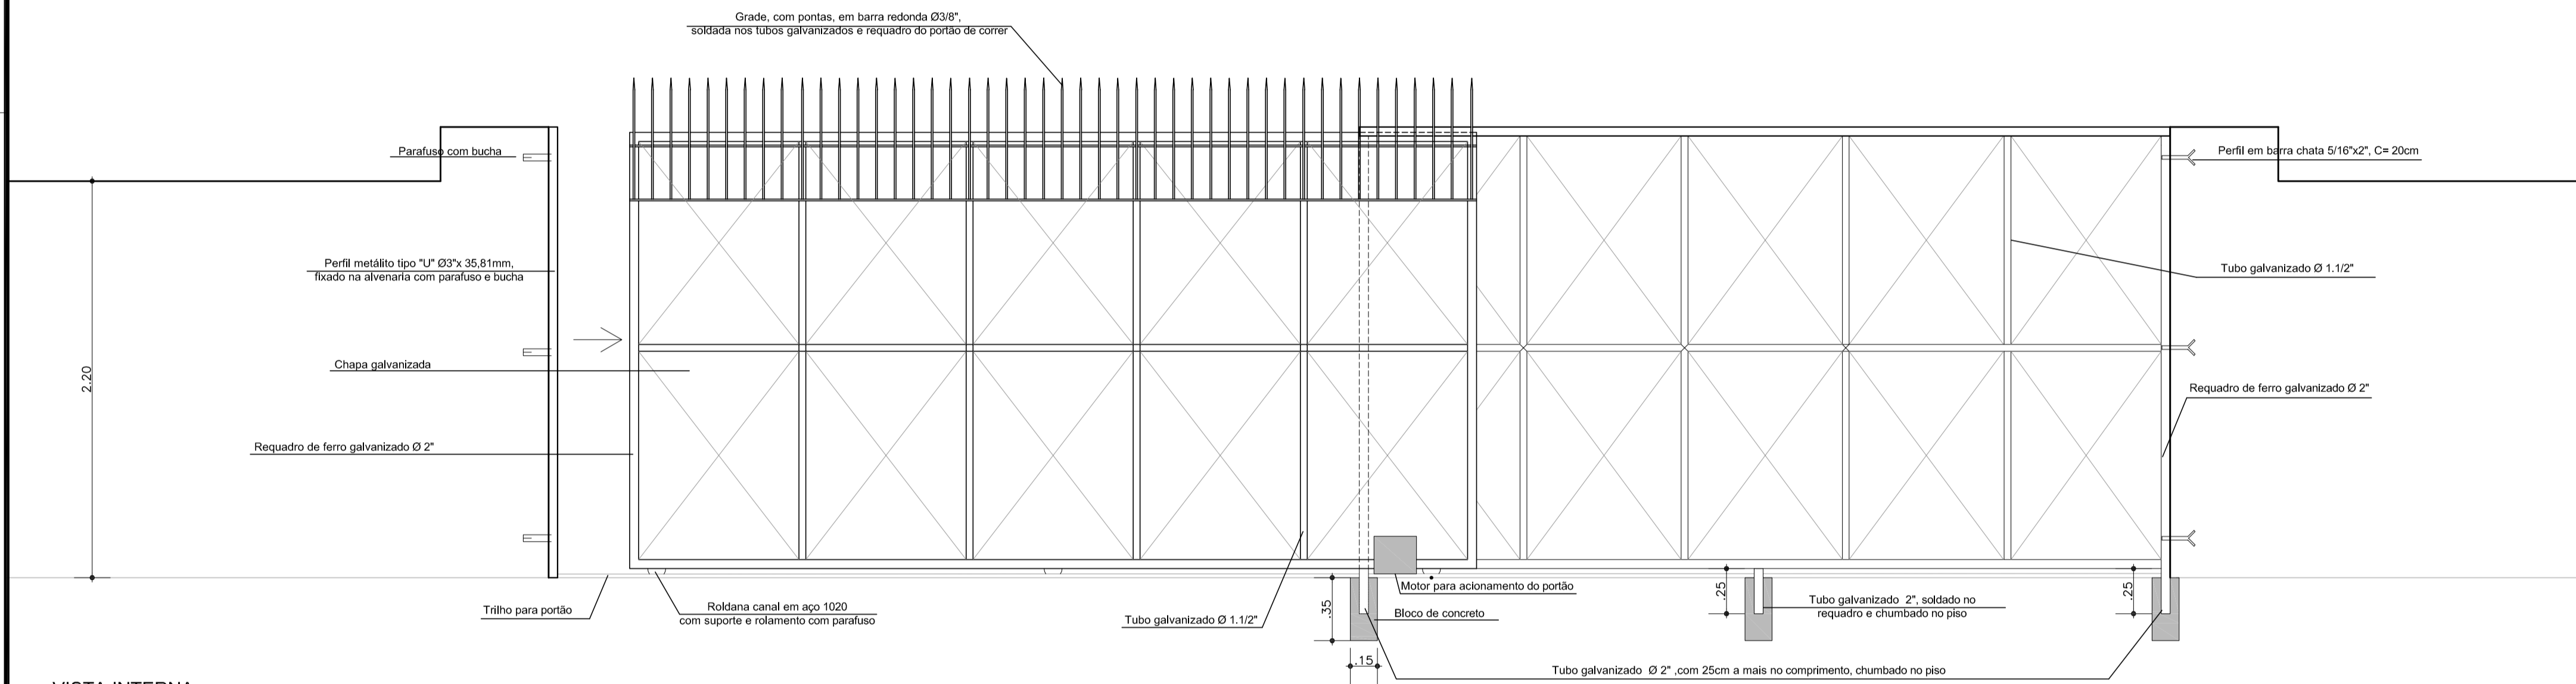 Grade, com pontas, em barra redonda Ø3/8",
soldada nos tubos galvanizados e requadro do portão de correr
Parafuso com bucha
Perfil em barra chata 5/16"x2", C= 20cm
Perfil metálito tipo "U" Ø3"x 35,81mm,
fixado na alvenaria com parafuso e bucha
Tubo galvanizado Ø 1.1/2"
2.20
Chapa galvanizada
Requadro de ferro galvanizado Ø 2"
Requadro de ferro galvanizado Ø 2"
Motor para acionamento do portão
.25
.25
.35
Trilho para portão
Roldana canal em aço 1020
com suporte e rolamento com parafuso
Tubo galvanizado Ø 1.1/2"
Bloco de concreto
Tubo galvanizado 2", soldado no
requadro e chumbado no piso
.15
Tubo galvanizado Ø 2" ,com 25cm a mais no comprimento, chumbado no piso
VISTA INTERNA